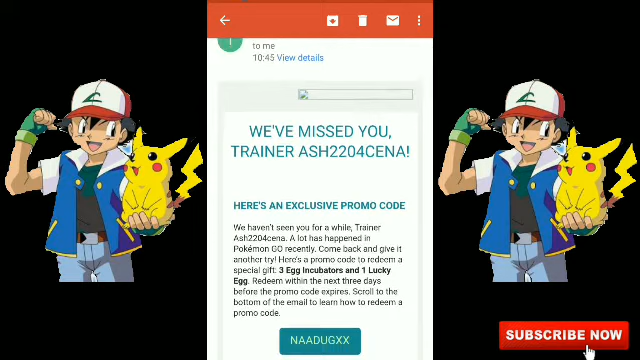 to me
10:45 View details
WE'VE MISSED YOU,
TRAINER ASH2204CENA!
HERE'S AN EXCLUSIVE PROMO CODE
We haven't seen you for a while, Trainer
Ash2204cena. A lot has happened in
Pokémon GO recently. Come back and give it
another try! Here's a promo code to redeem a
special gift: 3 Egg Incubators and 1 Lucky
Egg. Redeem within the next three days
before the promo code expires. Scroll to the
bottom of the email to learn how to redeem a
promo code.
NAADUGXX
SUBSCRIBE NOW